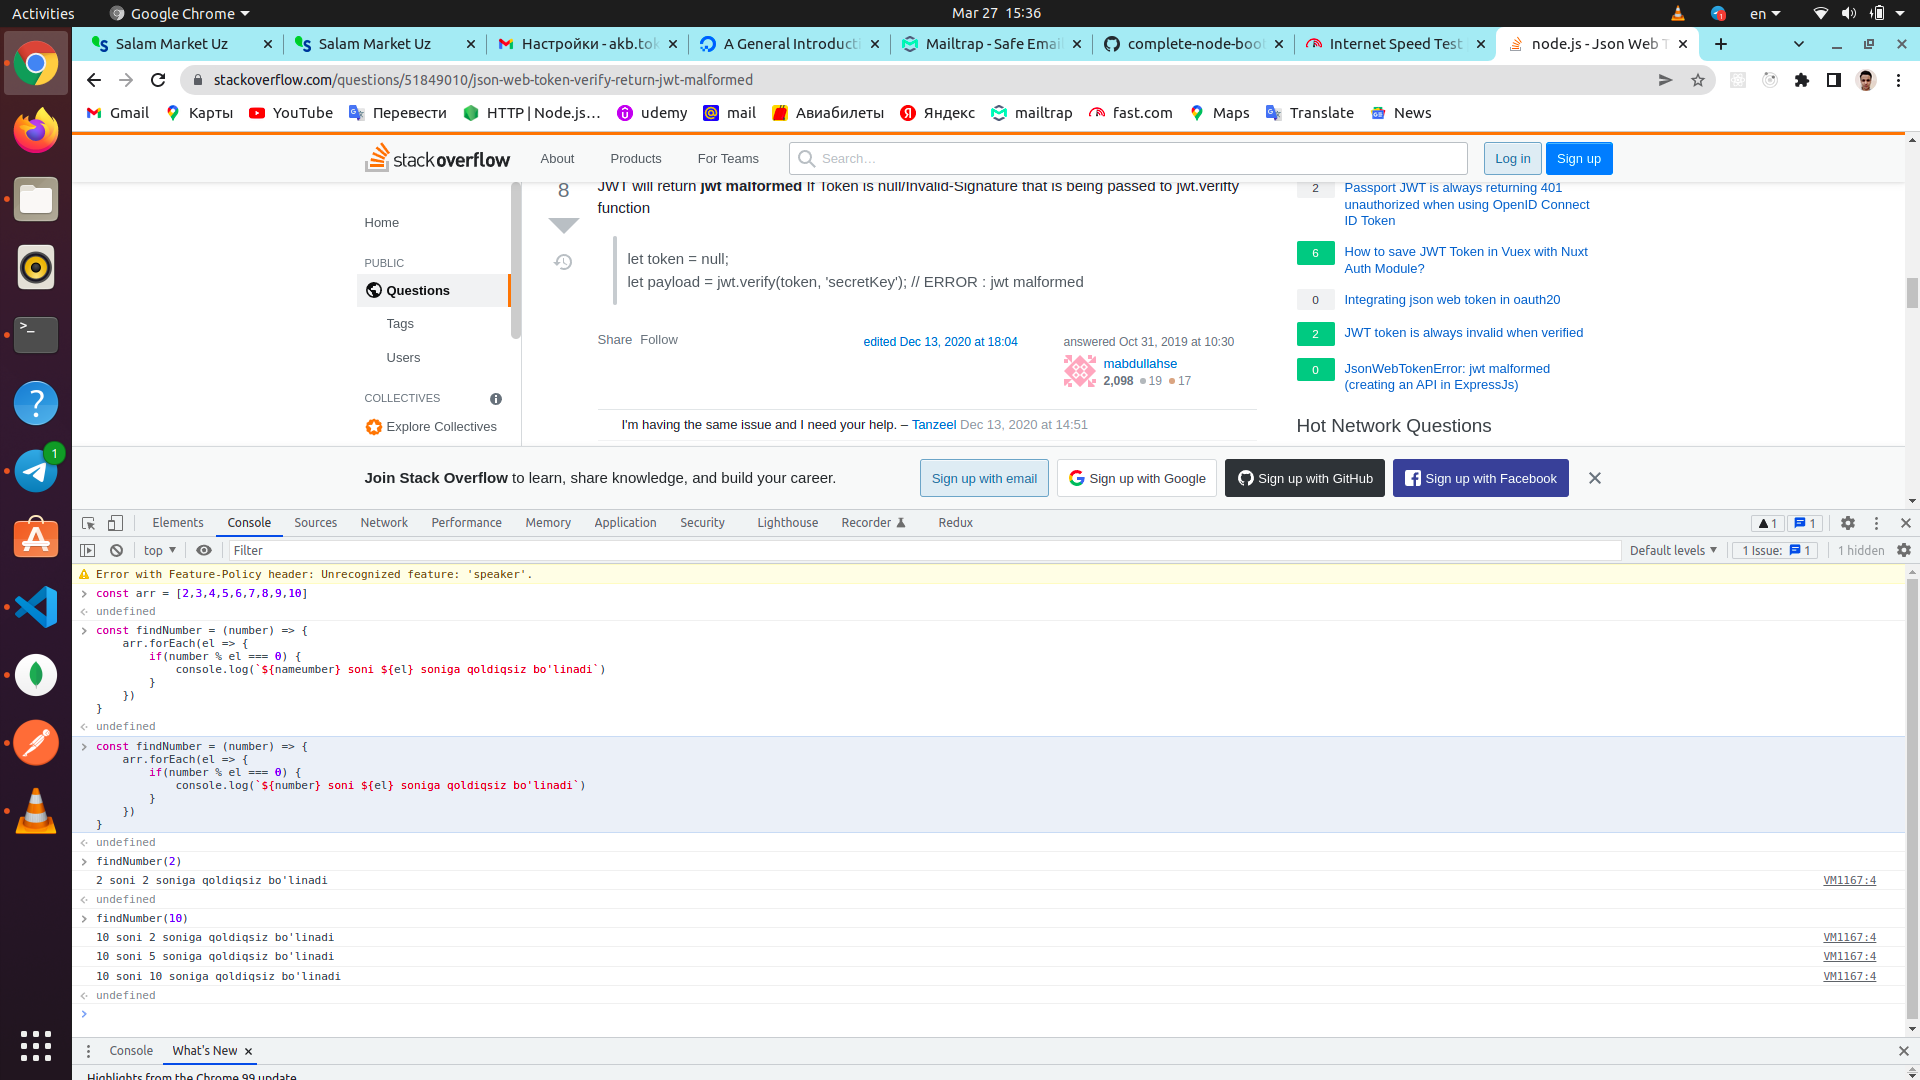 Activities
Google Chrome
Mar 27 15:36
en
Salam Market Uz
Salam Market Uz
Настройки - akb.tok
A General Introducti
Mailtrap - Safe Email
complete-node-boot
Internet Speed Test
node.js - Json Web T
stackoverflow.com/questions/51849010/json-web-token-verify-return-jwt-malformed
Gmail
Карты
YouTube
Перевести
HTTP | Node.js…
udemy
mail
Авиабилеты
Яндекс
mailtrap
fast.com
Maps
Translate
News
stackoverflow
About
Products
For Teams
Search…
Log in
Sign up
Home
PUBLIC
Questions
Tags
Users
COLLECTIVES
Explore Collectives
8
JWT will return jwt malformed If Token is null/Invalid-Signature that is being passed to jwt.verifty
function
let token = null;
let payload = jwt.verify(token, 'secretKey'); // ERROR : jwt malformed
Share Follow
edited Dec 13, 2020 at 18:04
answered Oct 31, 2019 at 10:30
mabdullahse
2,098 19 17
I'm having the same issue and I need your help. – Tanzeel Dec 13, 2020 at 14:51
2
Passport JWT is always returning 401
unauthorized when using OpenID Connect
ID Token
6
How to save JWT Token in Vuex with Nuxt
Auth Module?
0
Integrating json web token in oauth20
2
JWT token is always invalid when verified
0
JsonWebTokenError: jwt malformed
(creating an API in ExpressJs)
Hot Network Questions
Join Stack Overflow to learn, share knowledge, and build your career.
Sign up with email
Sign up with Google
Sign up with GitHub
Sign up with Facebook
1
Elements
Console
Sources
Network
Performance
Memory
Application
Security
Lighthouse
Recorder
Redux
1
1
top
Filter
Default levels
1 Issue: 1
1 hidden
Error with Feature-Policy header: Unrecognized feature: 'speaker'.
const arr = [2,3,4,5,6,7,8,9,10]
undefined
const findNumber = (number) => {
arr.forEach(el => {
if(number % el === 0) {
console.log(`${nameumber} soni ${el} soniga qoldiqsiz bo'linadi`)
}
})
}
undefined
const findNumber = (number) => {
arr.forEach(el => {
if(number % el === 0) {
console.log(`${number} soni ${el} soniga qoldiqsiz bo'linadi`)
}
})
}
undefined
findNumber(2)
2 soni 2 soniga qoldiqsiz bo'linadi VM1167:4
undefined
findNumber(10)
10 soni 2 soniga qoldiqsiz bo'linadi VM1167:4
10 soni 5 soniga qoldiqsiz bo'linadi VM1167:4
10 soni 10 soniga qoldiqsiz bo'linadi VM1167:4
undefined
Console
What's New
Highlights from the Chrome 99 update